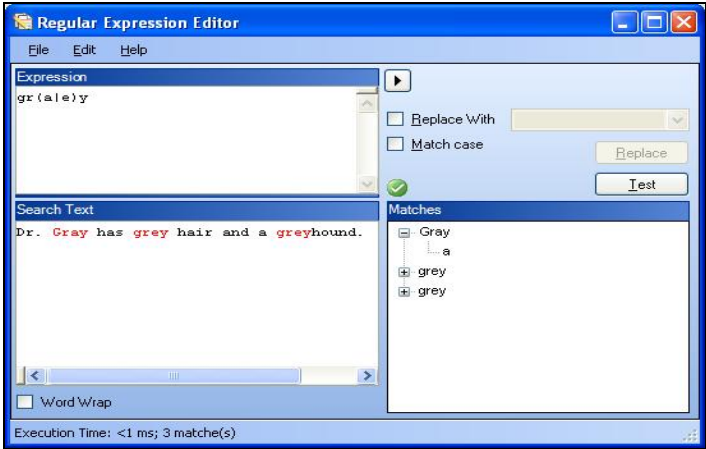 Regular Expression Editor
File Edit Help
Expression
gr(a|e)y
Replace With
Match case
Replace
Test
Search Text
Dr. Gray has grey hair and a greyhound.
Matches
Gray
a
grey
grey
Word Wrap
Execution Time: <1 ms; 3 matche(s)